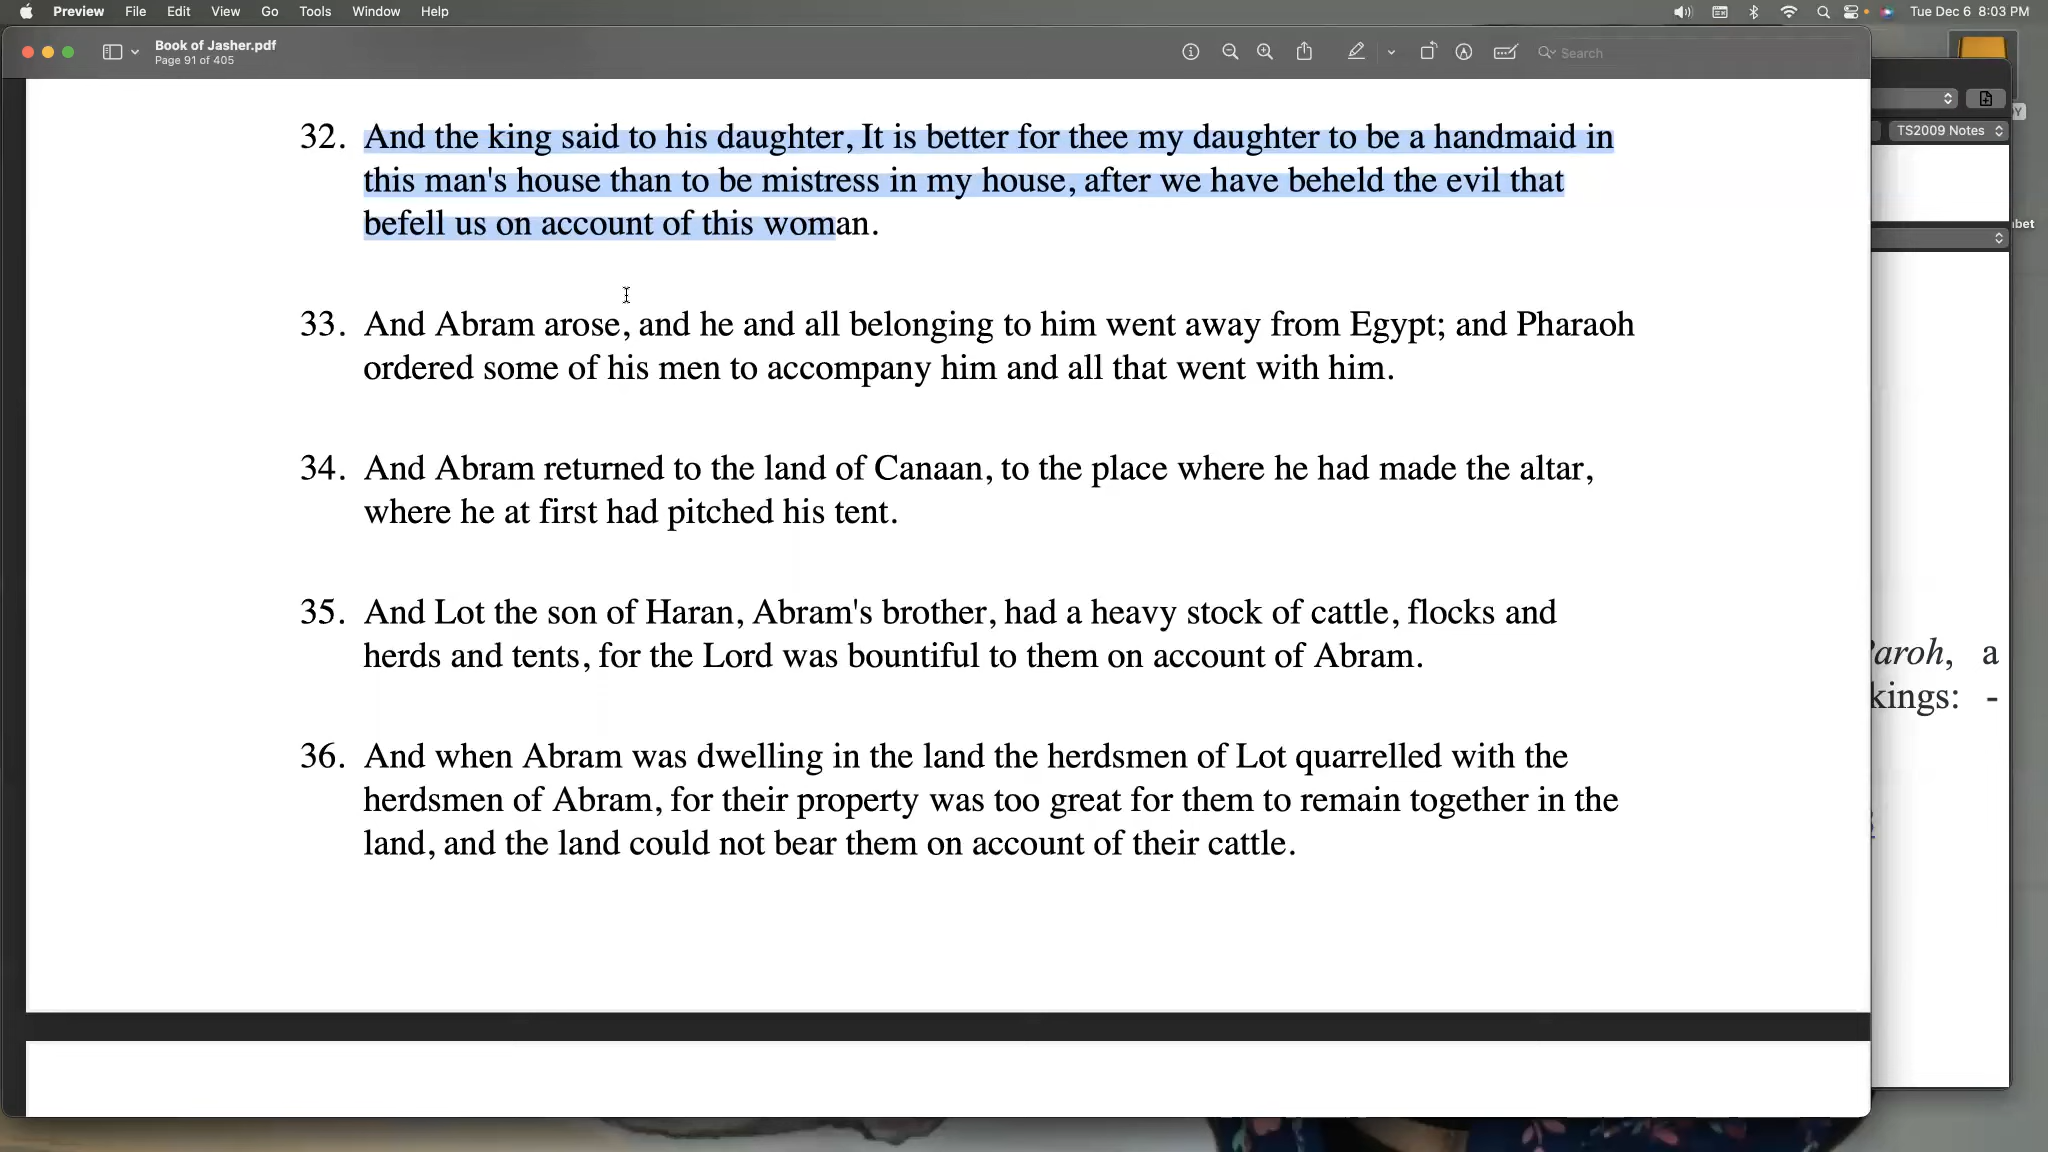 Preview File Edit View Go Tools Window Help
Tue Dec 6 8:03 PM
Book of Jasher.pdf
Page 91 of 405
Search
TS2009 Notes
32. And the king said to his daughter, It is better for thee my daughter to be a handmaid in
this man's house than to be mistress in my house, after we have beheld the evil that
befell us on account of this woman.
33. And Abram arose, and he and all belonging to him went away from Egypt; and Pharaoh
ordered some of his men to accompany him and all that went with him.
34. And Abram returned to the land of Canaan, to the place where he had made the altar,
where he at first had pitched his tent.
35. And Lot the son of Haran, Abram's brother, had a heavy stock of cattle, flocks and
herds and tents, for the Lord was bountiful to them on account of Abram.
36. And when Abram was dwelling in the land the herdsmen of Lot quarrelled with the
herdsmen of Abram, for their property was too great for them to remain together in the
land, and the land could not bear them on account of their cattle.
aroh, a
kings: -